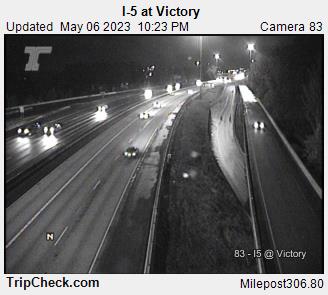 I-5 at Victory
Updated May 06 2023 10:23 PM Camera 83
T
N
83 - I5 @ Victory
TripCheck.com Milepost306.80